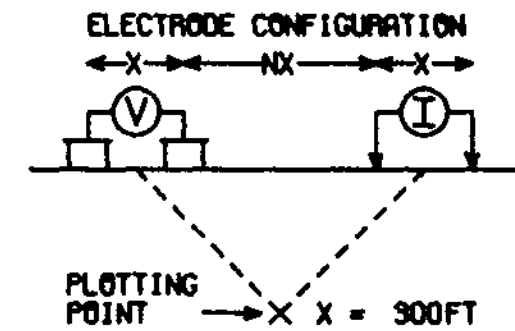 ELECTRODE CONFIGURATION
X NX X
V I
PLOTTING
POINT X X = 300FT